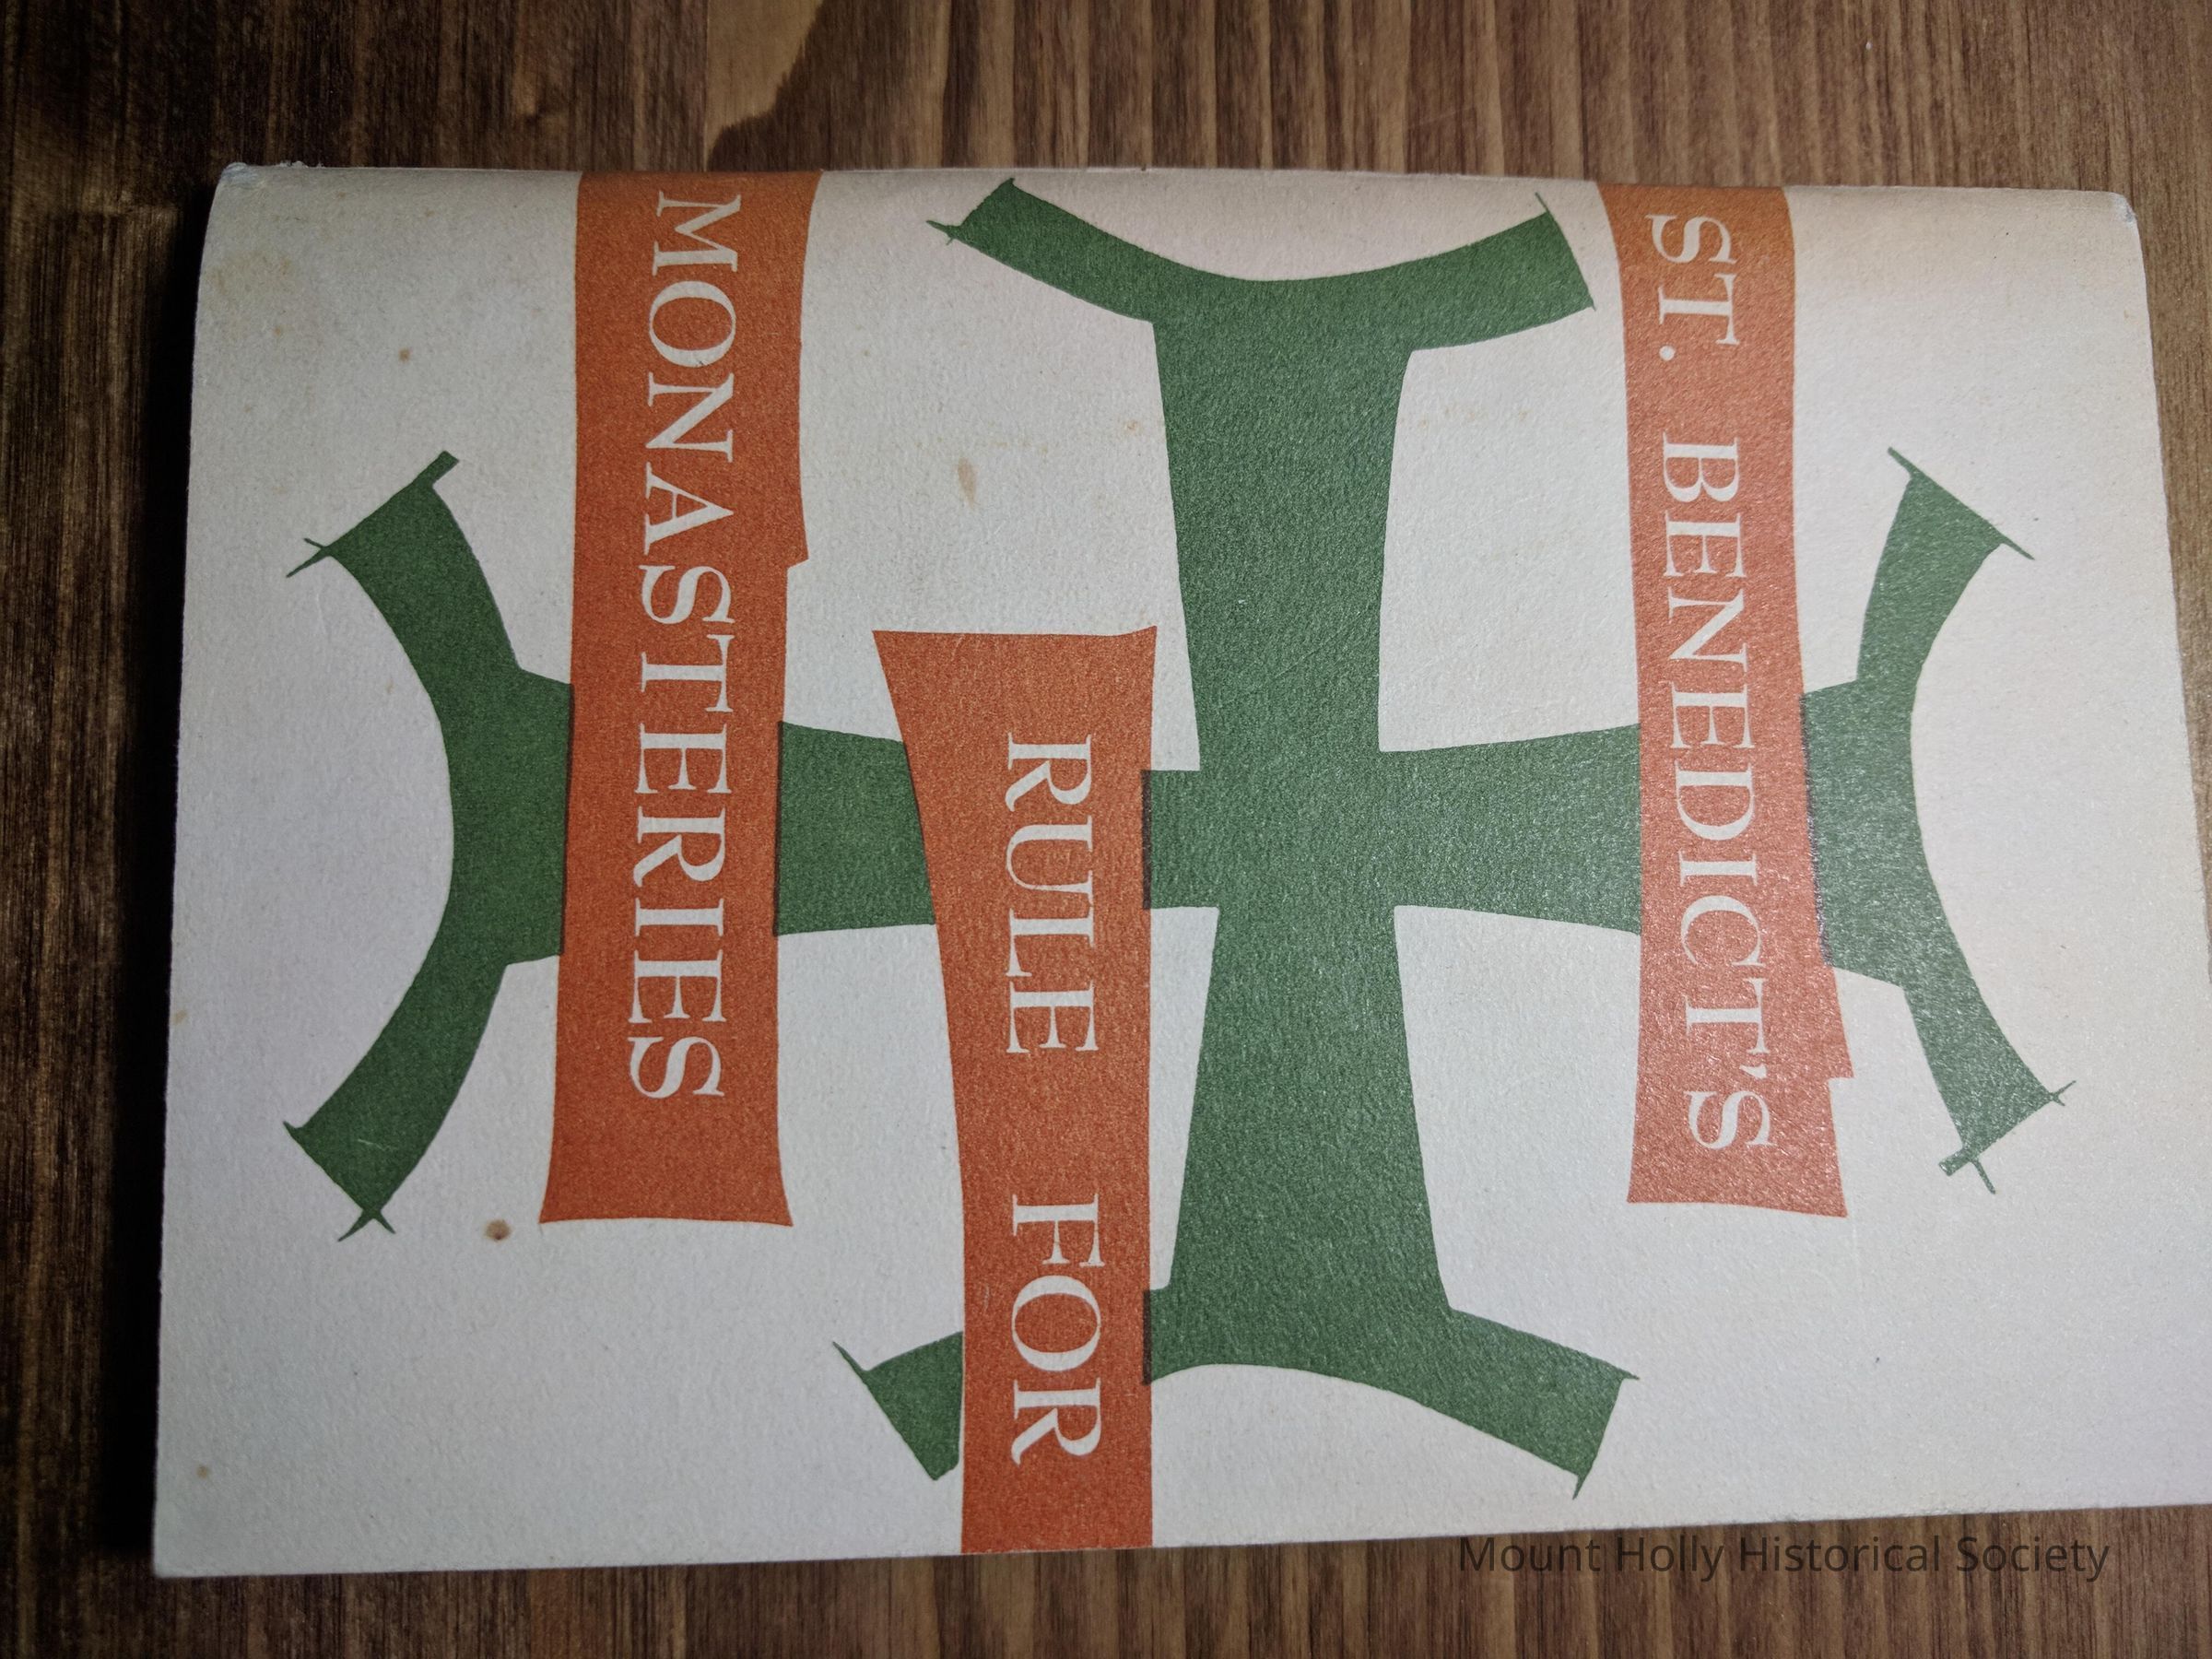 ST. BENEDICT'S
RULE FOR
MONASTERIES
Mount Holly Historical Society